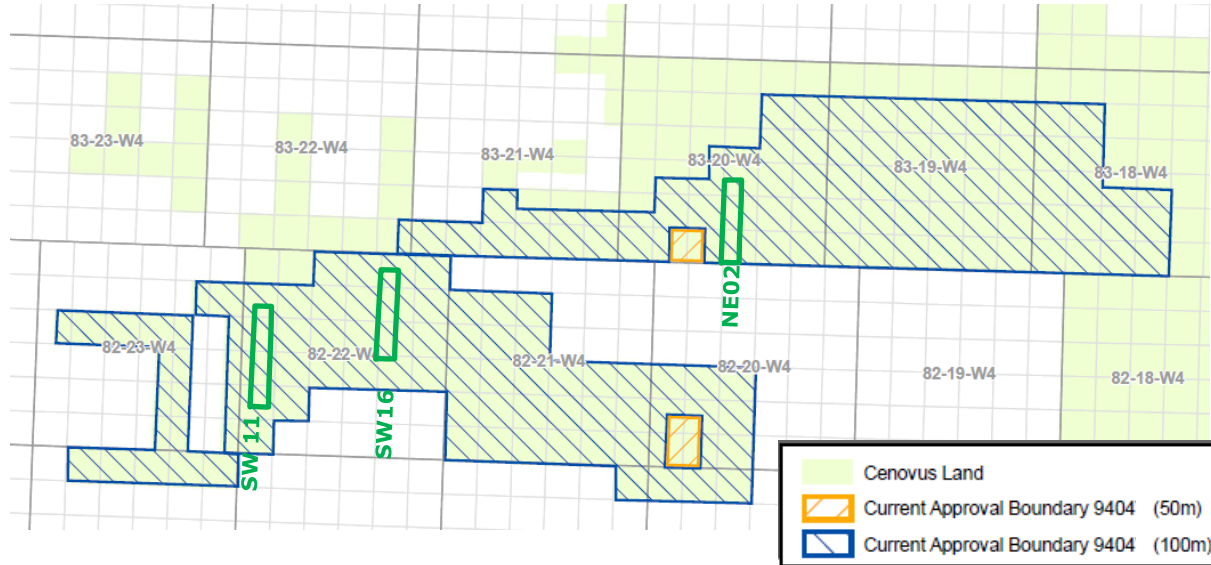 83-23-W4
83-22-W4
83-21-W4
83-20-W4
83-19-W4
83-18-W4
NE02
82-23-W4
82-22-W4
82-21-W4
82-20-W4
82-19-W4
82-18-W4
SW 11
SW16
Cenovus Land
Current Approval Boundary 9404 (50m)
Current Approval Boundary 9404 (100m)